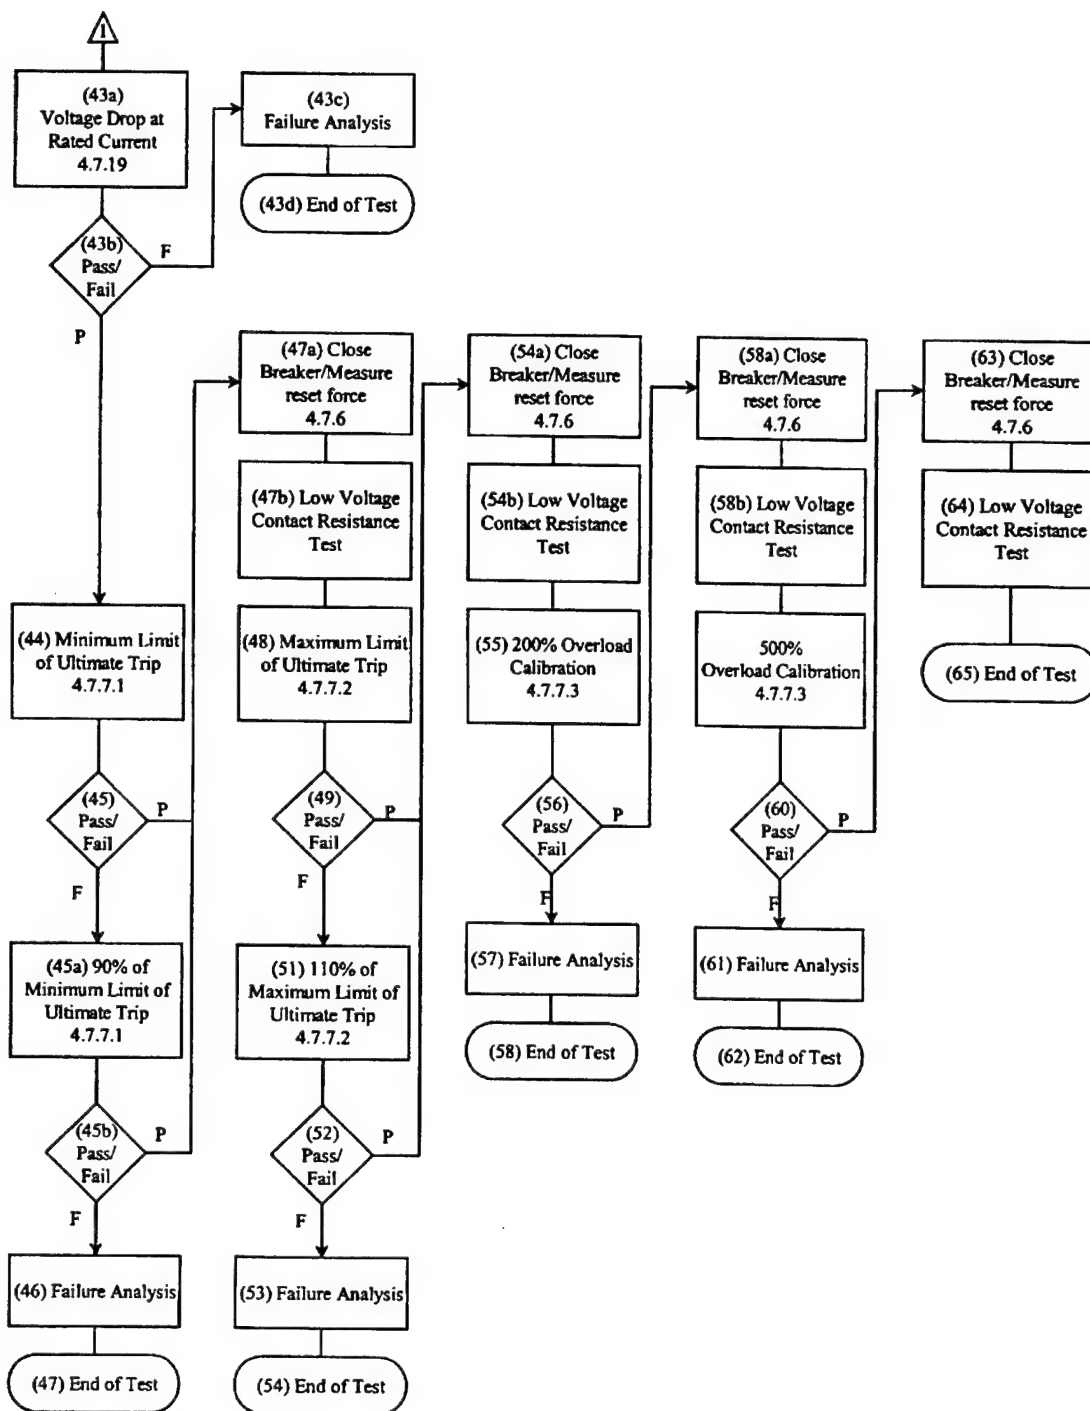 1
(43a)
Voltage Drop at
Rated Current
4.7.19
(43c)
Failure Analysis
(43d) End of Test
(43b)
Pass/
Fail
F
P
(44) Minimum Limit
of Ultimate Trip
4.7.7.1
(45)
Pass/
Fail
P
F
(45a) 90% of
Minimum Limit of
Ultimate Trip
4.7.7.1
(45b)
Pass/
Fail
P
F
(46) Failure Analysis
(47) End of Test
(47a) Close
Breaker/Measure
reset force
4.7.6
(47b) Low Voltage
Contact Resistance
Test
(48) Maximum Limit
of Ultimate Trip
4.7.7.2
(49)
Pass/
Fail
P
F
(51) 110% of
Maximum Limit of
Ultimate Trip
4.7.7.2
(52)
Pass/
Fail
P
F
(53) Failure Analysis
(54) End of Test
(54a) Close
Breaker/Measure
reset force
4.7.6
(54b) Low Voltage
Contact Resistance
Test
(55) 200% Overload
Calibration
4.7.7.3
(56)
Pass/
Fail
P
F
(57) Failure Analysis
(58) End of Test
(58a) Close
Breaker/Measure
reset force
4.7.6
(58b) Low Voltage
Contact Resistance
Test
500%
Overload Calibration
4.7.7.3
(60)
Pass/
Fail
P
F
(61) Failure Analysis
(62) End of Test
(63) Close
Breaker/Measure
reset force
4.7.6
(64) Low Voltage
Contact Resistance
Test
(65) End of Test